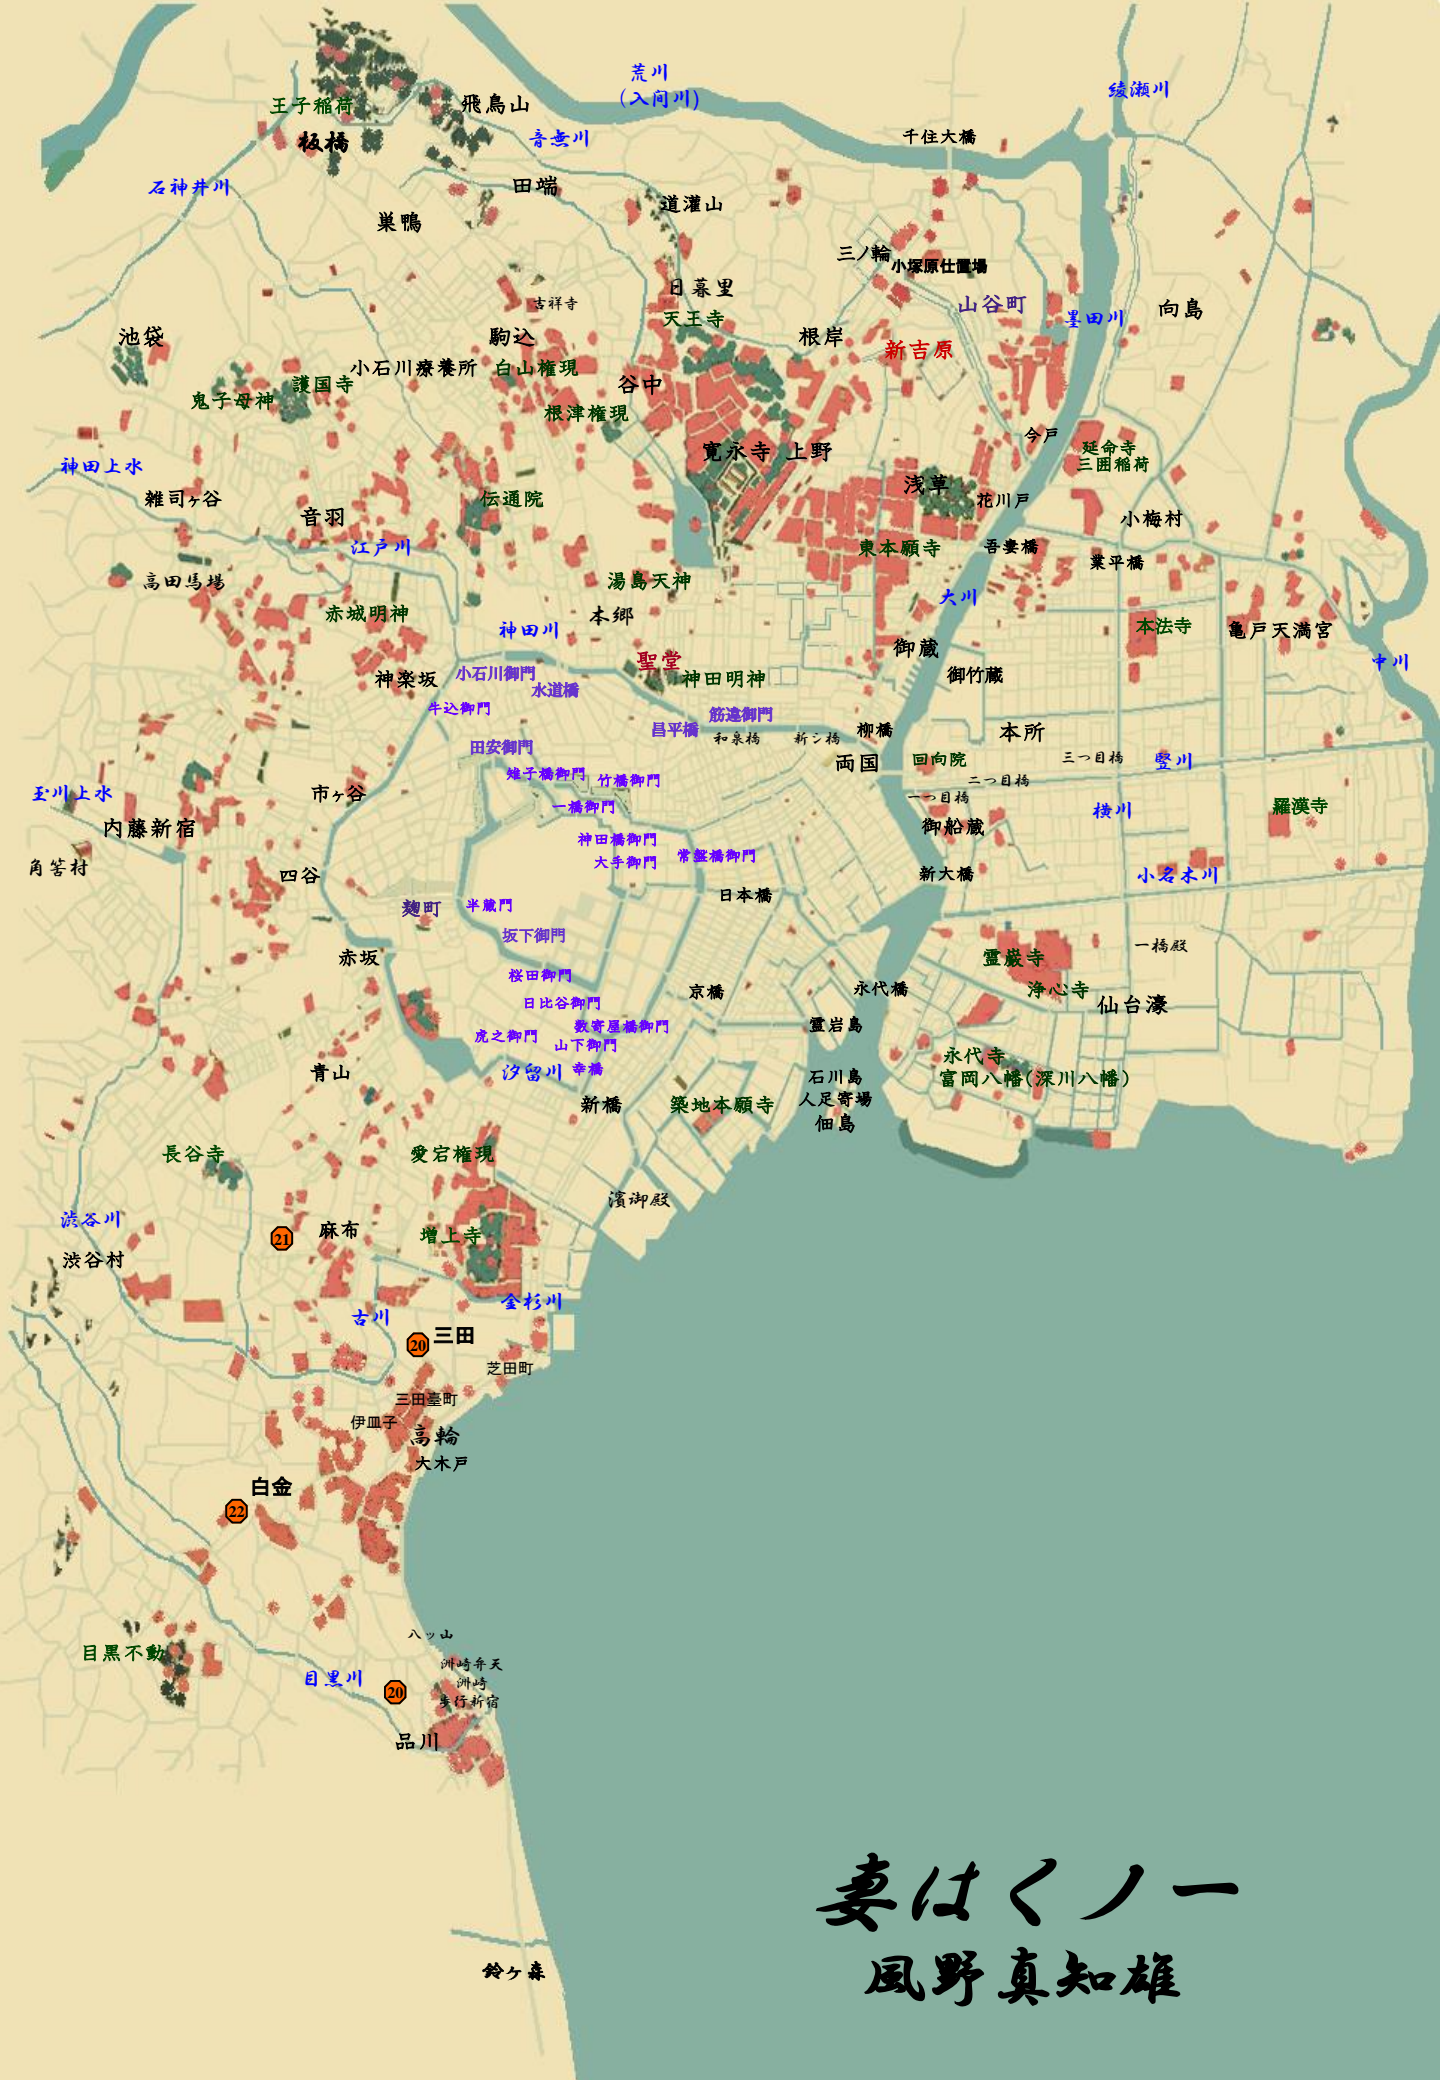 荒川
(入间川)
綾瀬川
王子稲荷
飛鳥山
板橋
音無川
千住大橋
石神井川
田端
道灌山
巣鴨
三ノ輪
小塚原仕置場
日暮里
吉祥寺
山谷町
向島
墨田川
天王寺
池袋
駒込
根岸
新吉原
小石川療養所
白山権現
護国寺
谷中
鬼子母神
根津権現
今戸
延命寺
三囲稲荷
寛永寺
上野
神田上水
浅草
雑司ヶ谷
伝通院
花川戸
音羽
小梅村
江戸川
東本願寺
吾妻橋
業平橋
高田馬場
湯島天神
大川
赤城明神
本郷
神田川
本法寺
亀戸天満宮
御蔵
聖堂
中川
神楽坂
小石川御門
水道橋
神田明神
御竹蔵
牛込御門
筋違御門
昌平橋
和泉橋
新シ橋
柳橋
本所
田安御門
両国
回向院
三つ目橋
竪川
雉子橋御門
竹橋御門
二つ目橋
玉川上水
市ヶ谷
一橋御門
一つ目橋
横川
羅漢寺
内藤新宿
御船蔵
神田橋御門
大手御門
常盤橋御門
角筈村
四谷
新大橋
小名木川
日本橋
麹町
半蔵門
坂下御門
赤坂
霊巌寺
一橋殿
桜田御門
京橋
永代橋
浄心寺
仙台濠
日比谷御門
数寄屋橋御門
霊岩島
虎之御門
山下御門
永代寺
青山
汐留川
幸橋
石川島
富岡八幡(深川八幡)
新橋
築地本願寺
人足寄場
佃島
長谷寺
愛宕権現
濱御殿
渋谷川
21
麻布
増上寺
渋谷村
金杉川
古川
20
三田
芝田町
三田臺町
伊皿子
高輪
大木戸
白金
22
八ッ山
目黒不動
洲崎弁天
目黒川
洲崎
20
歩行新宿
品川
妻はくノ一
風野真知雄
鈴ヶ森